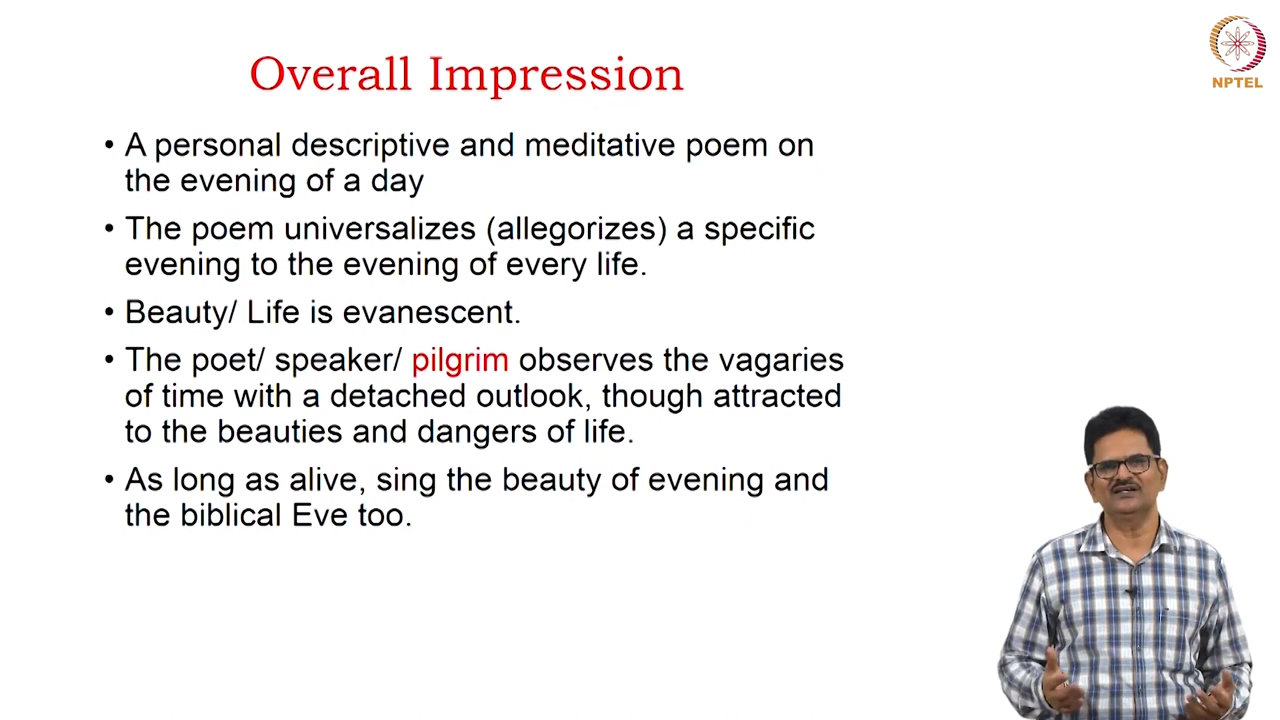 Overall Impression
NPTEL
• A personal descriptive and meditative poem on
the evening of a day
• The poem universalizes (allegorizes) a specific
evening to the evening of every life.
• Beauty/ Life is evanescent.
• The poet/ speaker/ pilgrim observes the vagaries
of time with a detached outlook, though attracted
to the beauties and dangers of life.
• As long as alive, sing the beauty of evening and
the biblical Eve too.